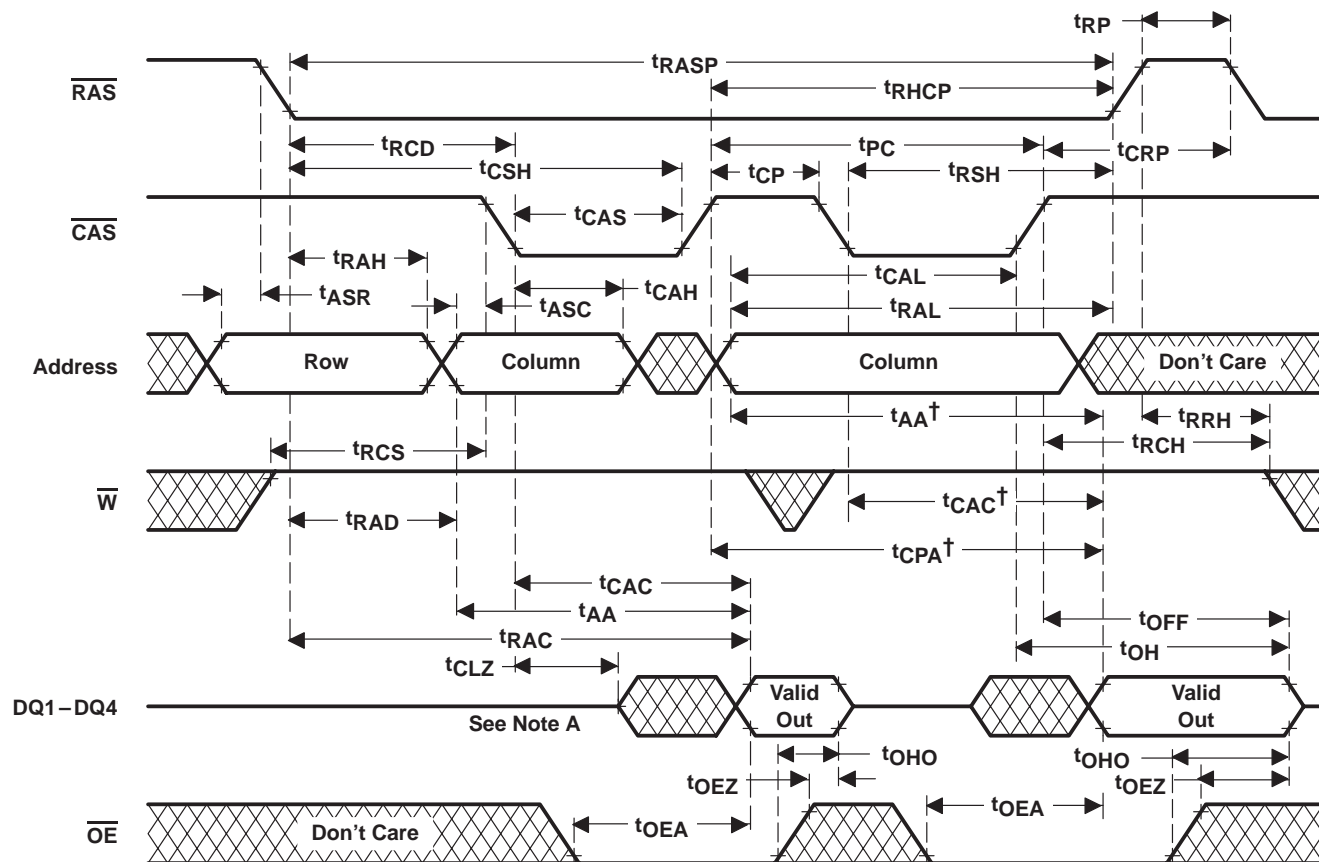 tRP
RAS
tRASP
tRHCP
tRCD
tPC
tCSH
tCP
tRSH
tCRP
CAS
tCAS
tRAH
tCAL
tASR
tASC
tCAH
tRAL
Address
Row
Column
Column
Don't Care
tAA†
tRRH
tRCS
tRCH
W
tRAD
tCAC†
tCPA†
tCAC
tAA
tOFF
tRAC
tOH
tCLZ
DQ1–DQ4
See Note A
Valid
Out
Valid
Out
tOHO
tOHO
tOEZ
tOEZ
tOEA
tOEA
OE
Don't Care